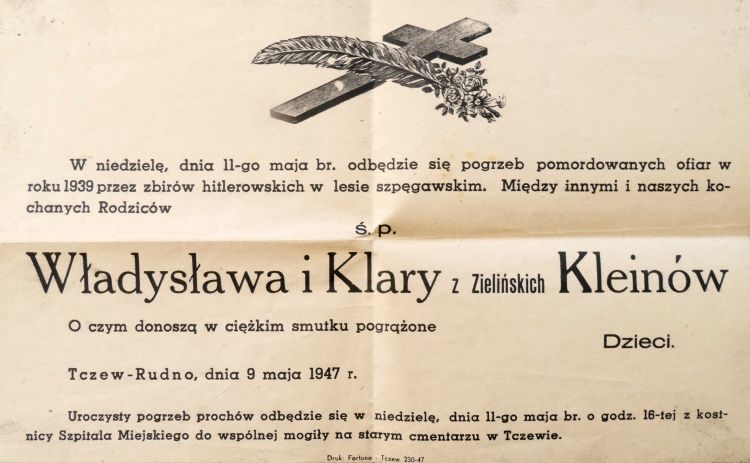 W niedzielę, dnia 11-go maja br. odbędzie się pogrzeb pomordowanych ofiar w
roku 1939 przez zbirów hitlerowskich w lesie szpęgawskim. Między innymi i naszych ko-
chanych Rodziców
ś. p.
Władysława i Klary z Zielińskich Kleinów
O czym donoszą w ciężkim smutku pogrążone
Dzieci.
Tczew-Rudno, dnia 9 maja 1947 r.
Uroczysty pogrzeb prochów odbędzie się w niedzielę, dnia 11-go maja br. o godz. 16-tej z kost-
nicy Szpitala Miejskiego do wspólnej mogiły na starym cmentarzu w Tczewie.
Druk: Fortuna - Tczew 230-47